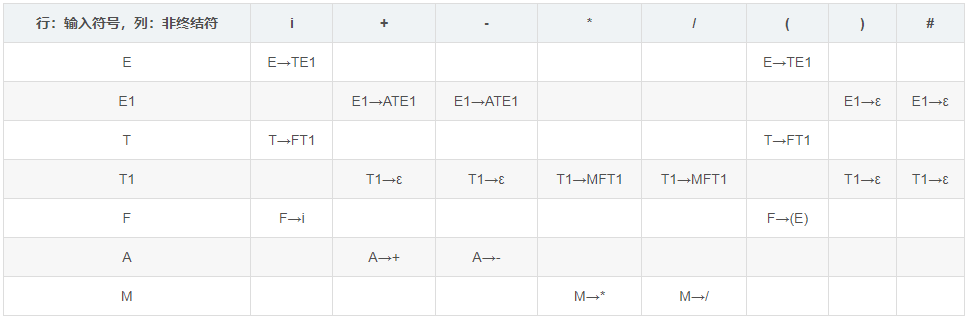 行：输入符号，列：非终结符 i + - * / ( ) #
E E→TE1 E→TE1
E1 E1→ATE1 E1→ATE1 E1→ε E1→ε
T T→FT1 T→FT1
T1 T1→ε T1→ε T1→MFT1 T1→MFT1 T1→ε T1→ε
F F→i F→(E)
A A→+ A→-
M M→* M→/